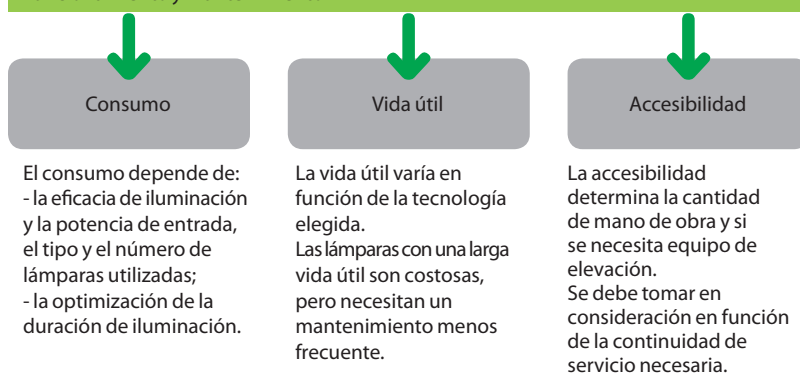 Consumo
Vida útil
Accesibilidad
El consumo depende de:
- la eficacia de iluminación
y la potencia de entrada,
el tipo y el número de
lámparas utilizadas;
- la optimización de la
duración de iluminación.
La vida útil varía en
función de la tecnología
elegida.
Las lámparas con una larga
vida útil son costosas,
pero necesitan un
mantenimiento menos
frecuente.
La accesibilidad
determina la cantidad
de mano de obra y si
se necesita equipo de
elevación.
Se debe tomar en
consideración en función
de la continuidad de
servicio necesaria.